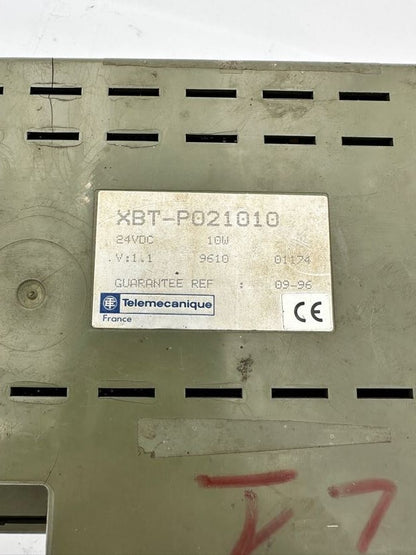 XBT-P021010
24VDC 10W
V:1.1 9610 01174
GUARANTEE REF : 09-96
Telemecanique
France
CE